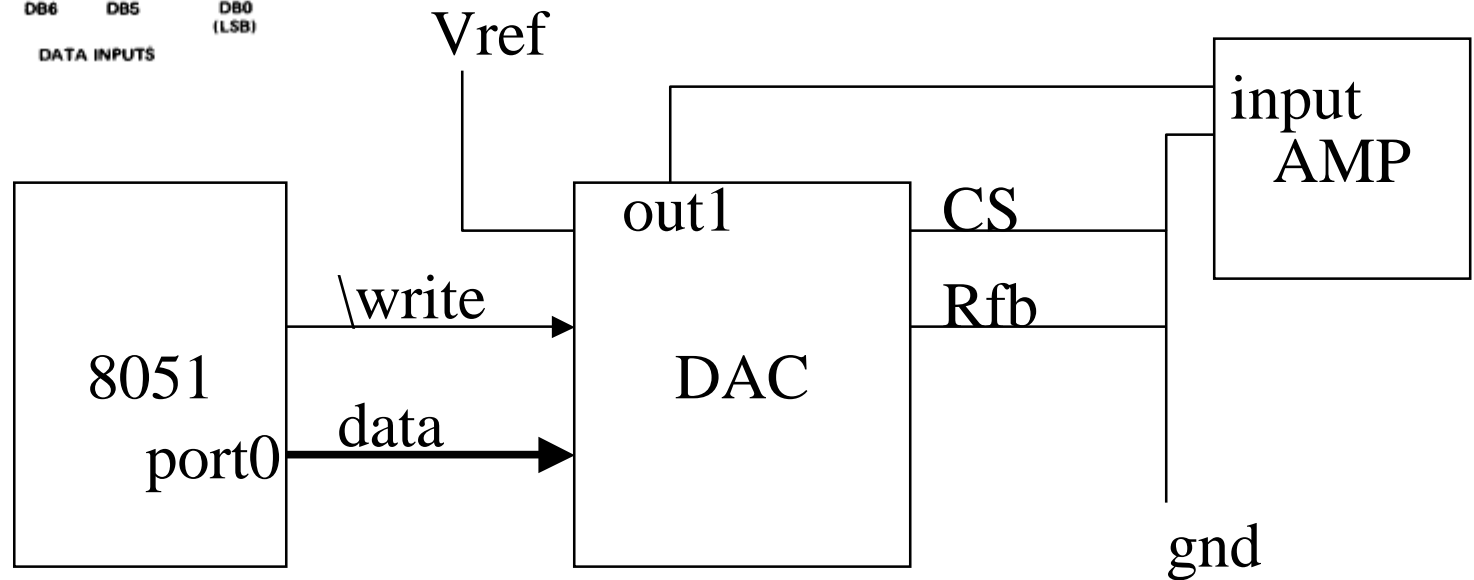 DB6 DB5 DB0
(LSB)
DATA INPUTS
Vref
input
AMP
out1
CS
\write
Rfb
8051
DAC
data
port0
gnd